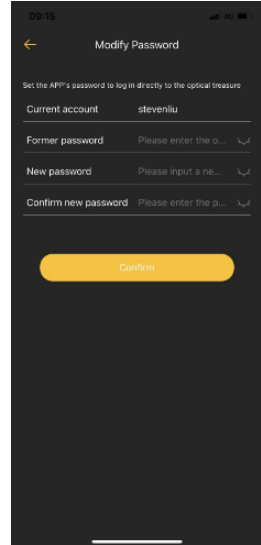 09:15
Modify Password
Set the APP's password to log in directly to the optical treasure
Current account stevenliu
Former password Please enter the o...
New password Please input a ne...
Confirm new password Please enter the p...
Confirm